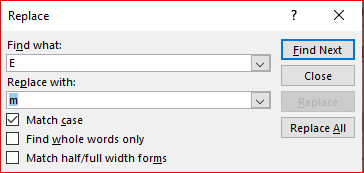 Replace
Find what:
E
Find Next
Close
Replace with:
m
Replace
Match case
Replace All
Find whole words only
Match half/full width forms